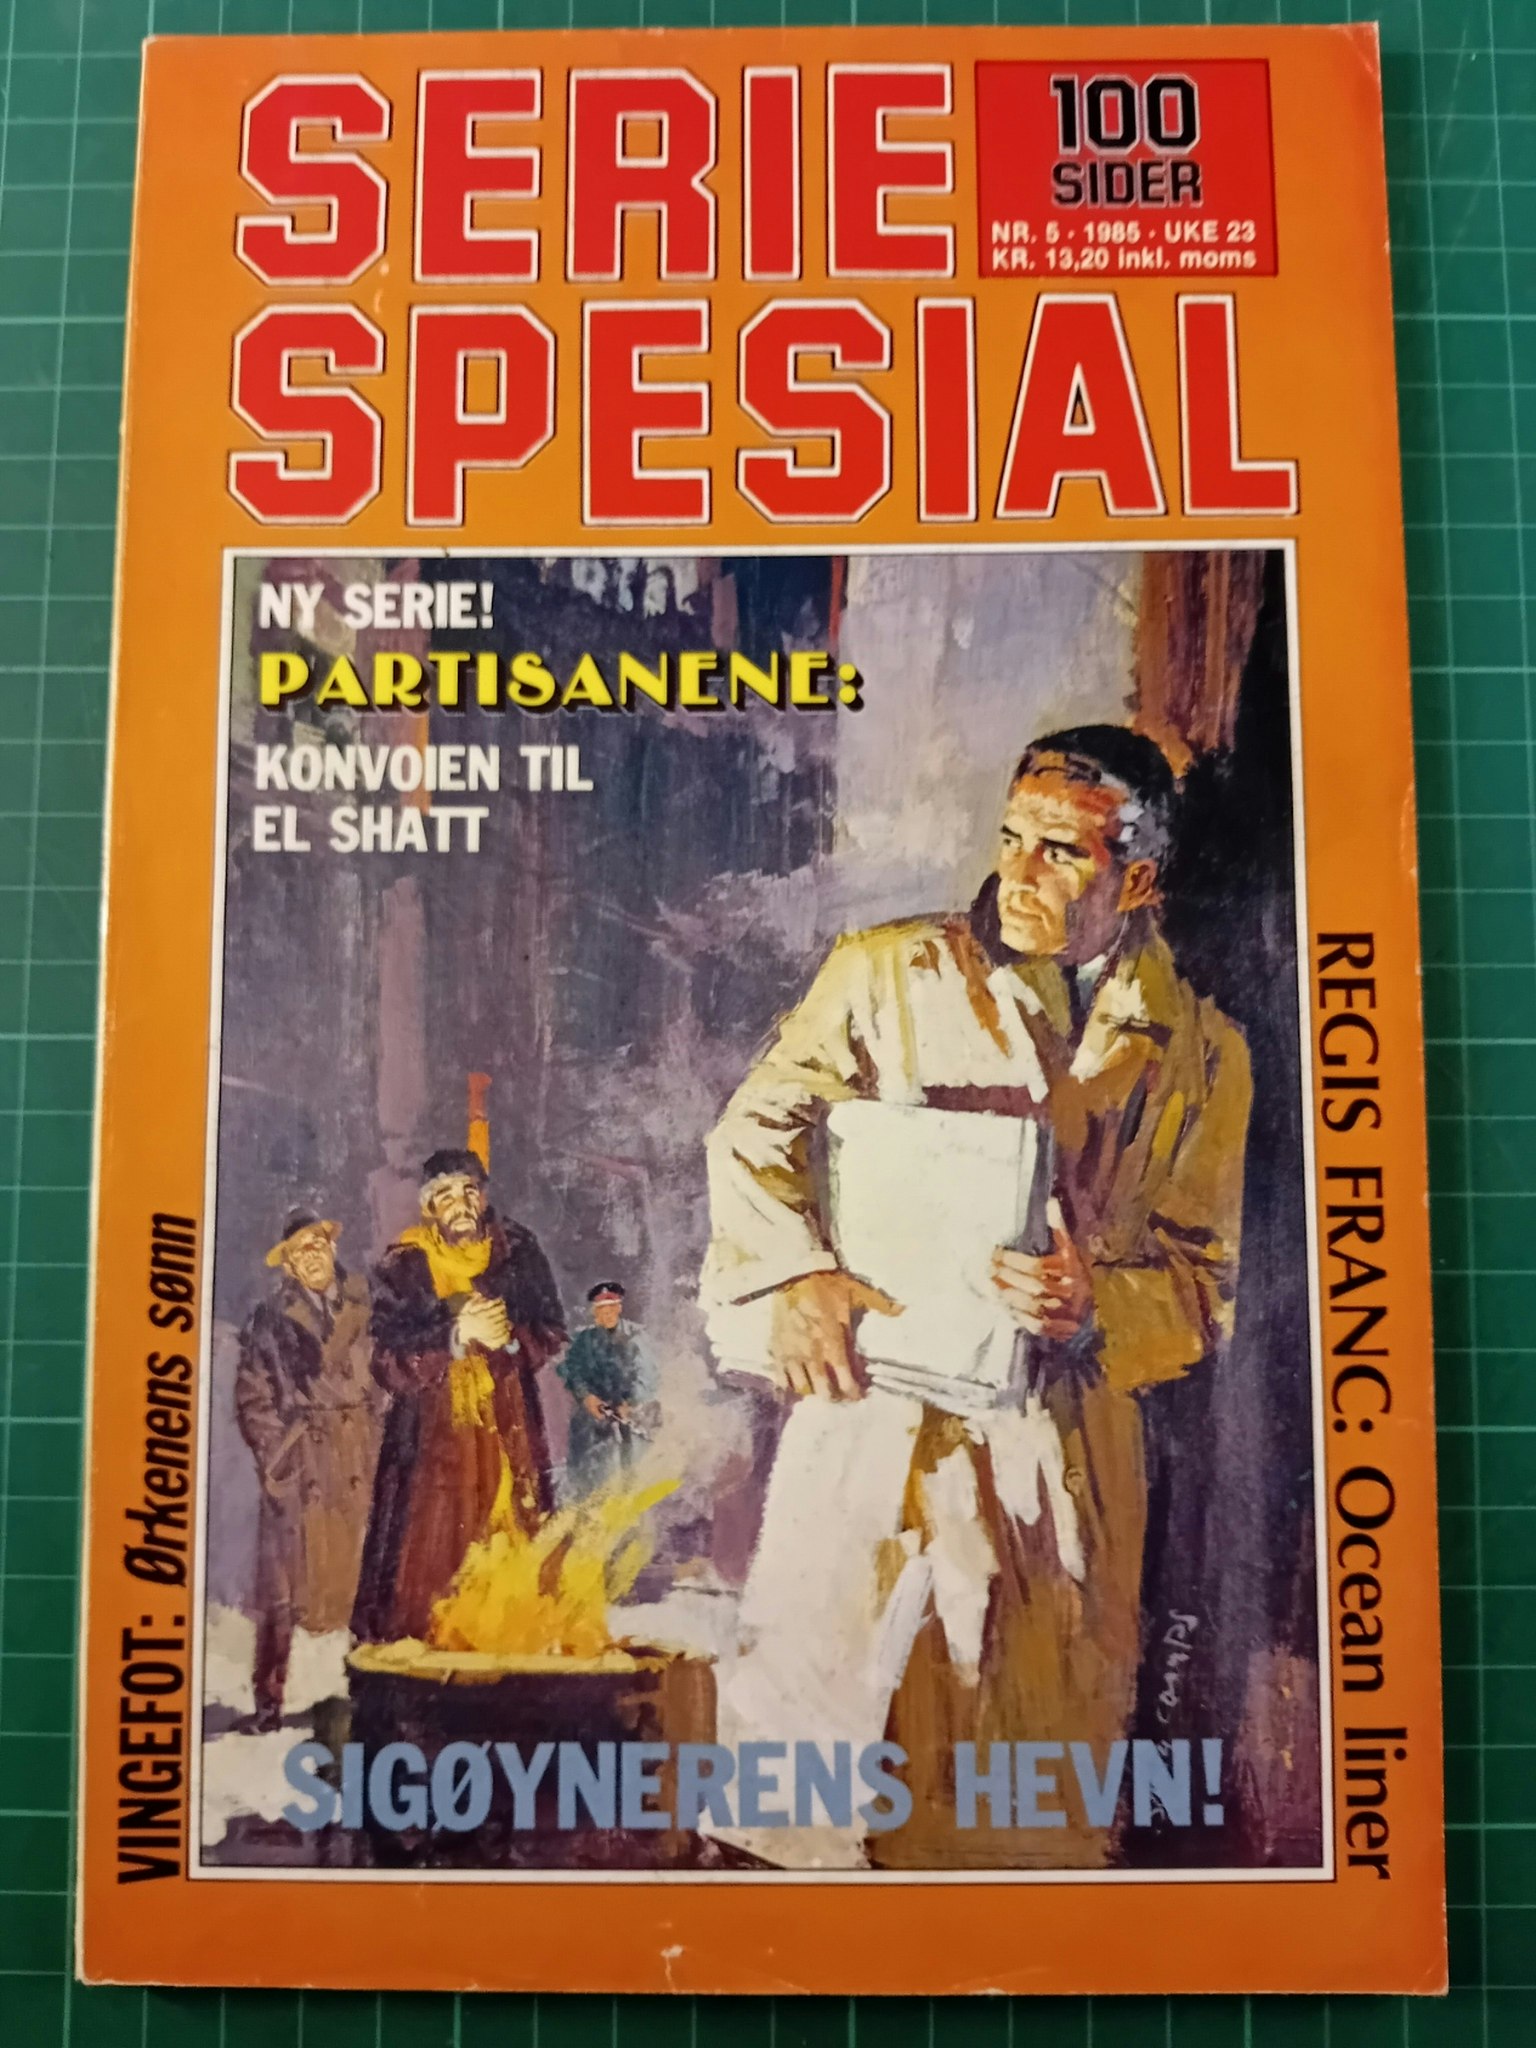 SERIE
SPESIAL
100
SIDER
NR. 5 · 1985 · UKE 23
KR. 13,20 inkl. moms
NY SERIE!
PARTISANENE:
KONVOIEN TIL
EL SHATT
VINGEFOT: Ørkenens sønn
REGIS FRANC: Ocean liner
SIGØYNERENS HEVN!